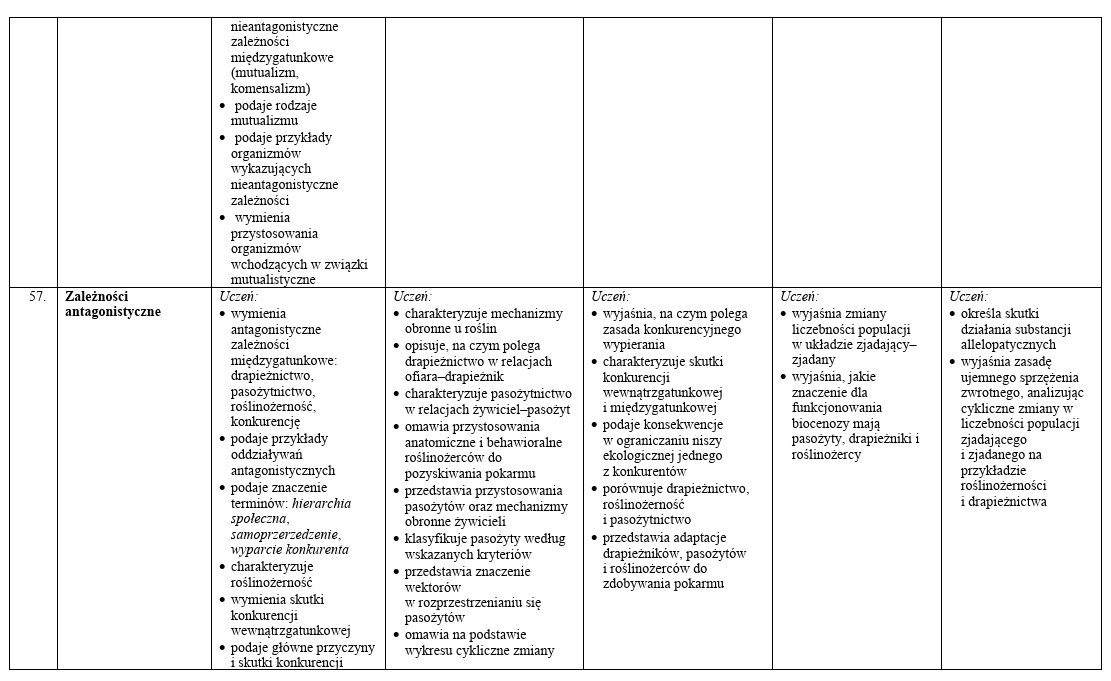 nieantagonistyczne
zależności
międzygatunkowe
(mutualizm,
komensalizm)
• podaje rodzaje
mutualizmu
• podaje przykłady
organizmów
wykazujących
nieantagonistyczne
zależności
• wymienia
przystosowania
organizmów
wchodzących w związki
mutualistyczne
57.
Zależności
antagonistyczne
Uczeń:
• wymienia
antagonistyczne
zależności
międzygatunkowe:
drapieżnictwo,
pasożytnictwo,
roślinożerność,
konkurencję
• podaje przykłady
oddziaływań
antagonistycznych
• podaje znaczenie
terminów: hierarchia
społeczna,
samoprzerzedzenie,
wyparcie konkurenta
• charakteryzuje
roślinożerność
• wymienia skutki
konkurencji
wewnątrzgatunkowej
• podaje główne przyczyny
i skutki konkurencji
Uczeń:
• charakteryzuje mechanizmy
obronne u roślin
• opisuje, na czym polega
drapieżnictwo w relacjach
ofiara–drapieżnik
• charakteryzuje pasożytnictwo
w relacjach żywiciel–pasożyt
• omawia przystosowania
anatomiczne i behawioralne
roślinożerców do
pozyskiwania pokarmu
• przedstawia przystosowania
pasożytów oraz mechanizmy
obronne żywicieli
• klasyfikuje pasożyty według
wskazanych kryteriów
• przedstawia znaczenie
wektorów
w rozprzestrzenianiu się
pasożytów
• omawia na podstawie
wykresu cykliczne zmiany
Uczeń:
• wyjaśnia, na czym polega
zasada konkurencyjnego
wypierania
• charakteryzuje skutki
konkurencji
wewnątrzgatunkowej
i międzygatunkowej
• podaje konsekwencje
w ograniczaniu niszy
ekologicznej jednego
z konkurentów
• porównuje drapieżnictwo,
roślinożerność
i pasożytnictwo
• przedstawia adaptacje
drapieżników, pasożytów
i roślinożerców do
zdobywania pokarmu
Uczeń:
• wyjaśnia zmiany
liczebności populacji
w układzie zjadający–
zjadany
• wyjaśnia, jakie
znaczenie dla
funkcjonowania
biocenozy mają
pasożyty, drapieżniki i
roślinożercy
Uczeń:
• określa skutki
działania substancji
allelopatycznych
• wyjaśnia zasadę
ujemnego sprzężenia
zwrotnego, analizując
cykliczne zmiany w
liczebności populacji
zjadającego
i zjadanego na
przykładzie
roślinożerności
i drapieżnictwa